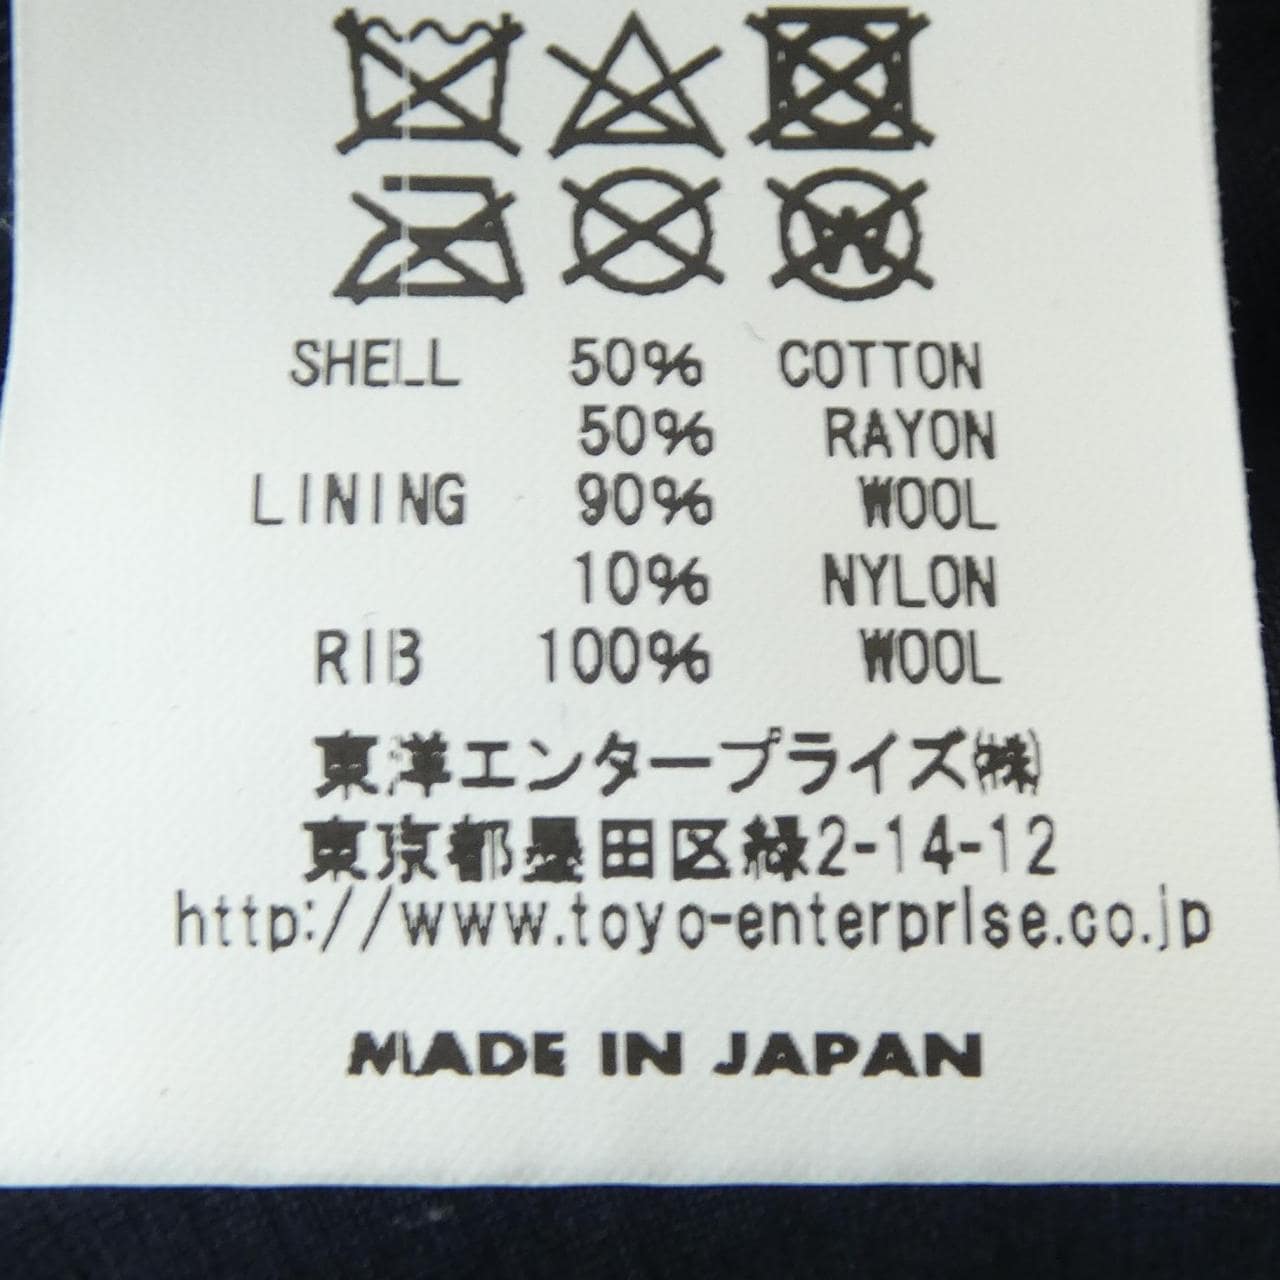 SHELL 50% COTTON
50% RAYON
LINING 90% WOOL
10% NYLON
RIB 100% WOOL
東洋エンタープライズ㈱
東京都墨田区緑2-14-12
http://www.toyo-enterprise.co.jp
MADE IN JAPAN